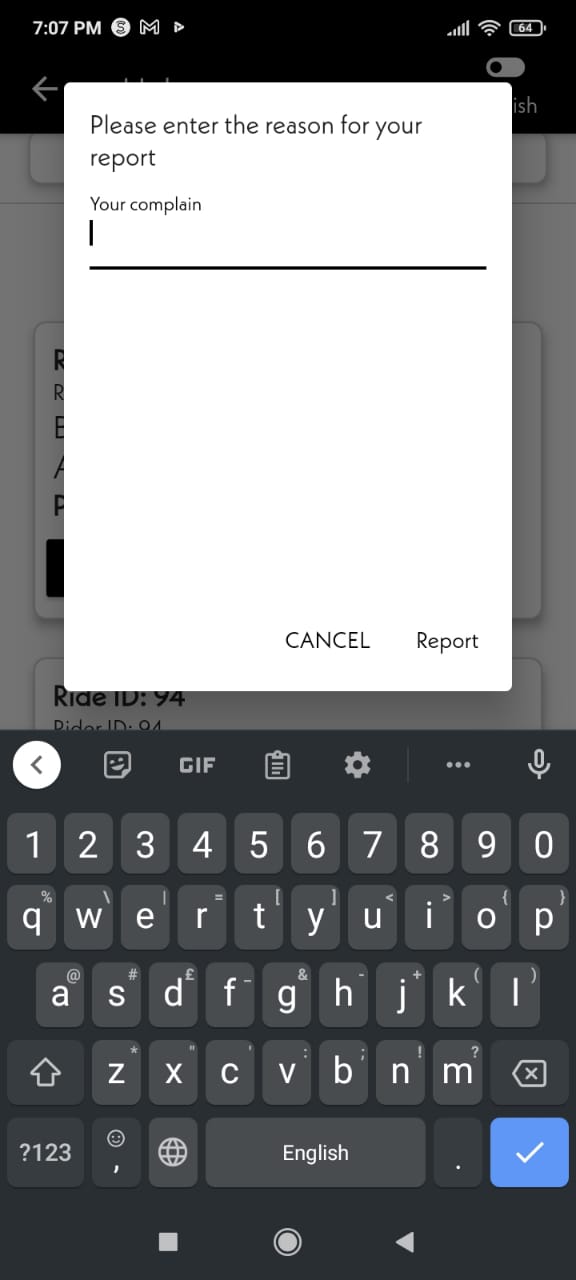 7:07 PM
64
ish
Please enter the reason for your
report
Your complain
CANCEL
Report
Ride ID: 94
Rider ID: 94
GIF
1 2 3 4 5 6 7 8 9 0
% \ | = [ ] < > { }
q w e r t y u i o p
@ # £ _ & - + ( )
a s d f g h j k l
* " ' : ; ! ?
z x c v b n m
?123 , English .